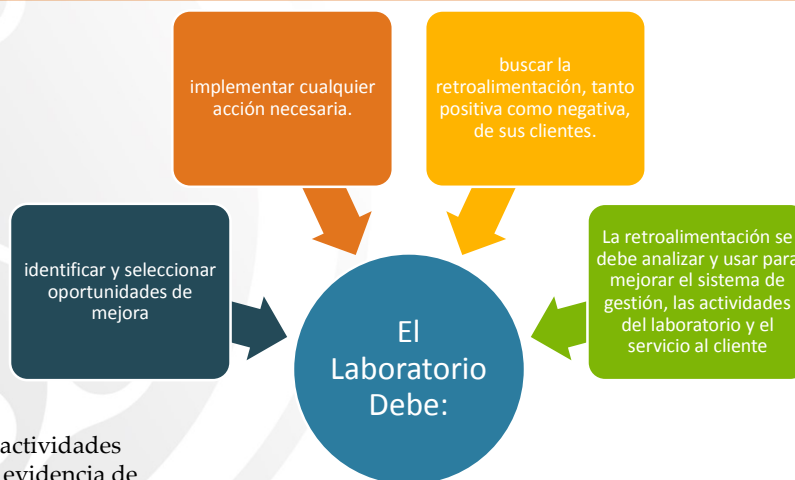 implementar cualquier
acción necesaria.
buscar la
retroalimentación, tanto
positiva como negativa,
de sus clientes.
identificar y seleccionar
oportunidades de
mejora
La retroalimentación se
debe analizar y usar para
mejorar el sistema de
gestión, las actividades
del laboratorio y el
servicio al cliente
El
Laboratorio
Debe:
actividades
evidencia de